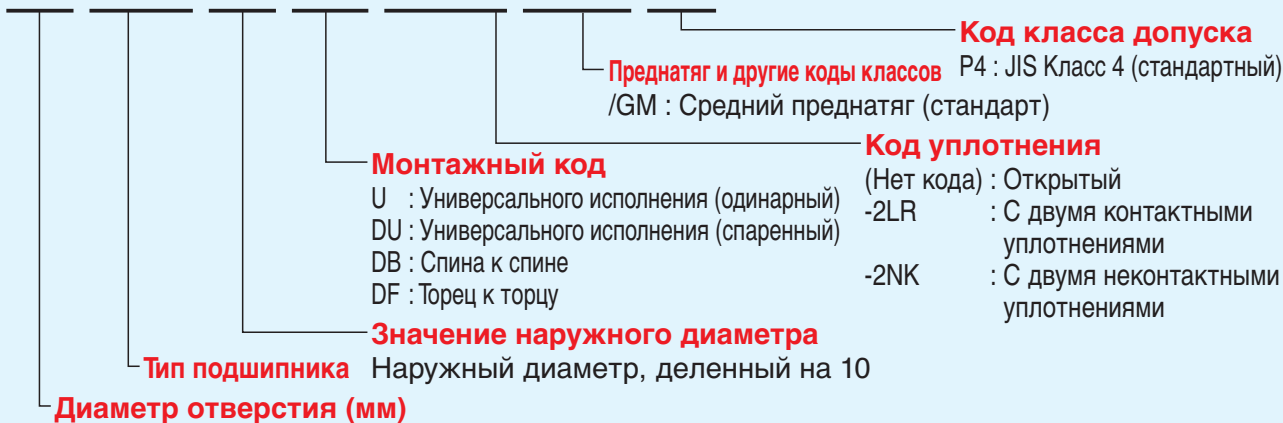 Код класса допуска
P4 : JIS Класс 4 (стандартный)
Преднатяг и другие коды классов
/GM : Средний преднатяг (стандарт)
Код уплотнения
(Нет кода) : Открытый
-2LR : С двумя контактными
уплотнениями
-2NK : С двумя неконтактными
уплотнениями
Монтажный код
U : Универсального исполнения (одинарный)
DU : Универсального исполнения (спаренный)
DB : Спина к спине
DF : Торец к торцу
Значение наружного диаметра
Наружный диаметр, деленный на 10
Тип подшипника
Диаметр отверстия (мм)